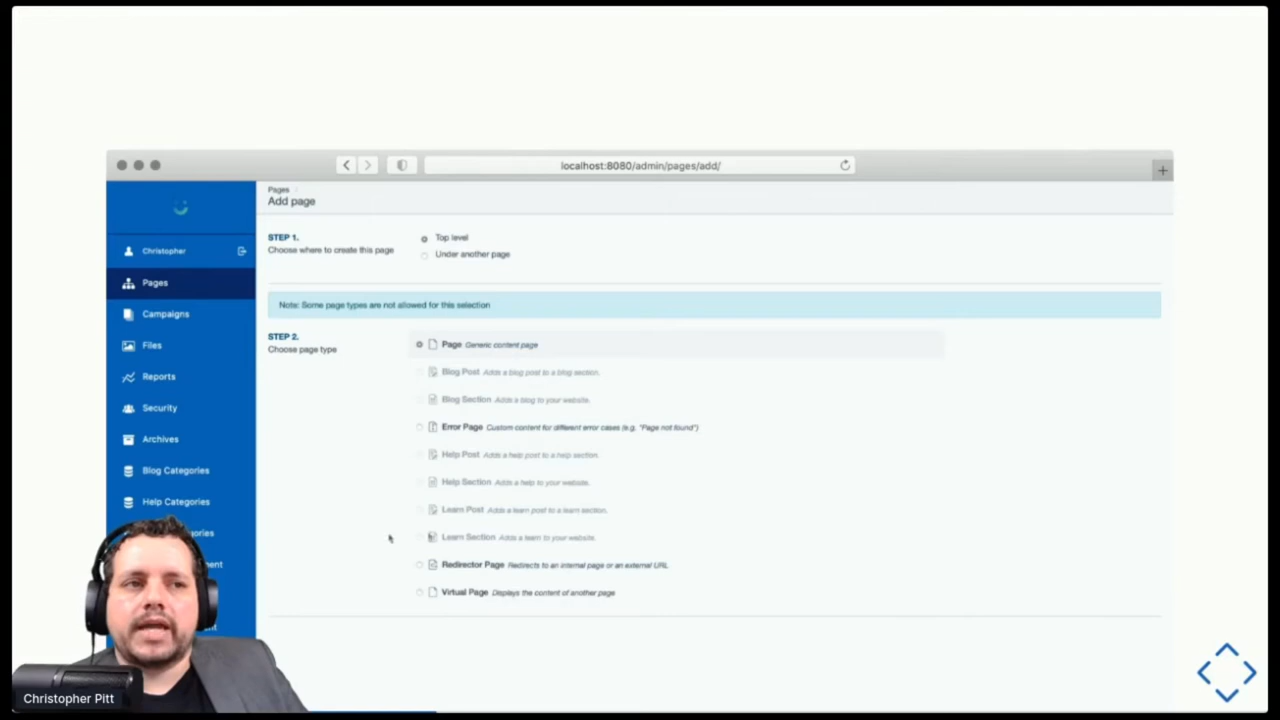 localhost:8080/admin/pages/add/
Pages
Add page
Christopher
Pages
Campaigns
Files
Reports
Security
Archives
Blog Categories
Help Categories
STEP 1.
Choose where to create this page
Top level
Under another page
Note: Some page types are not allowed for this selection
STEP 2.
Choose page type
Page Generic content page
Blog Post Adds a blog post to a blog section.
Blog Section Adds a blog to your website.
Error Page Custom content for different error cases (e.g. "Page not found")
Help Post Adds a help post to a help section.
Help Section Adds a help to your website.
Learn Post Adds a learn post to a learn section.
Learn Section Adds a learn to your website.
Redirector Page Redirects to an internal page or an external URL
Virtual Page Displays the content of another page
Christopher Pitt